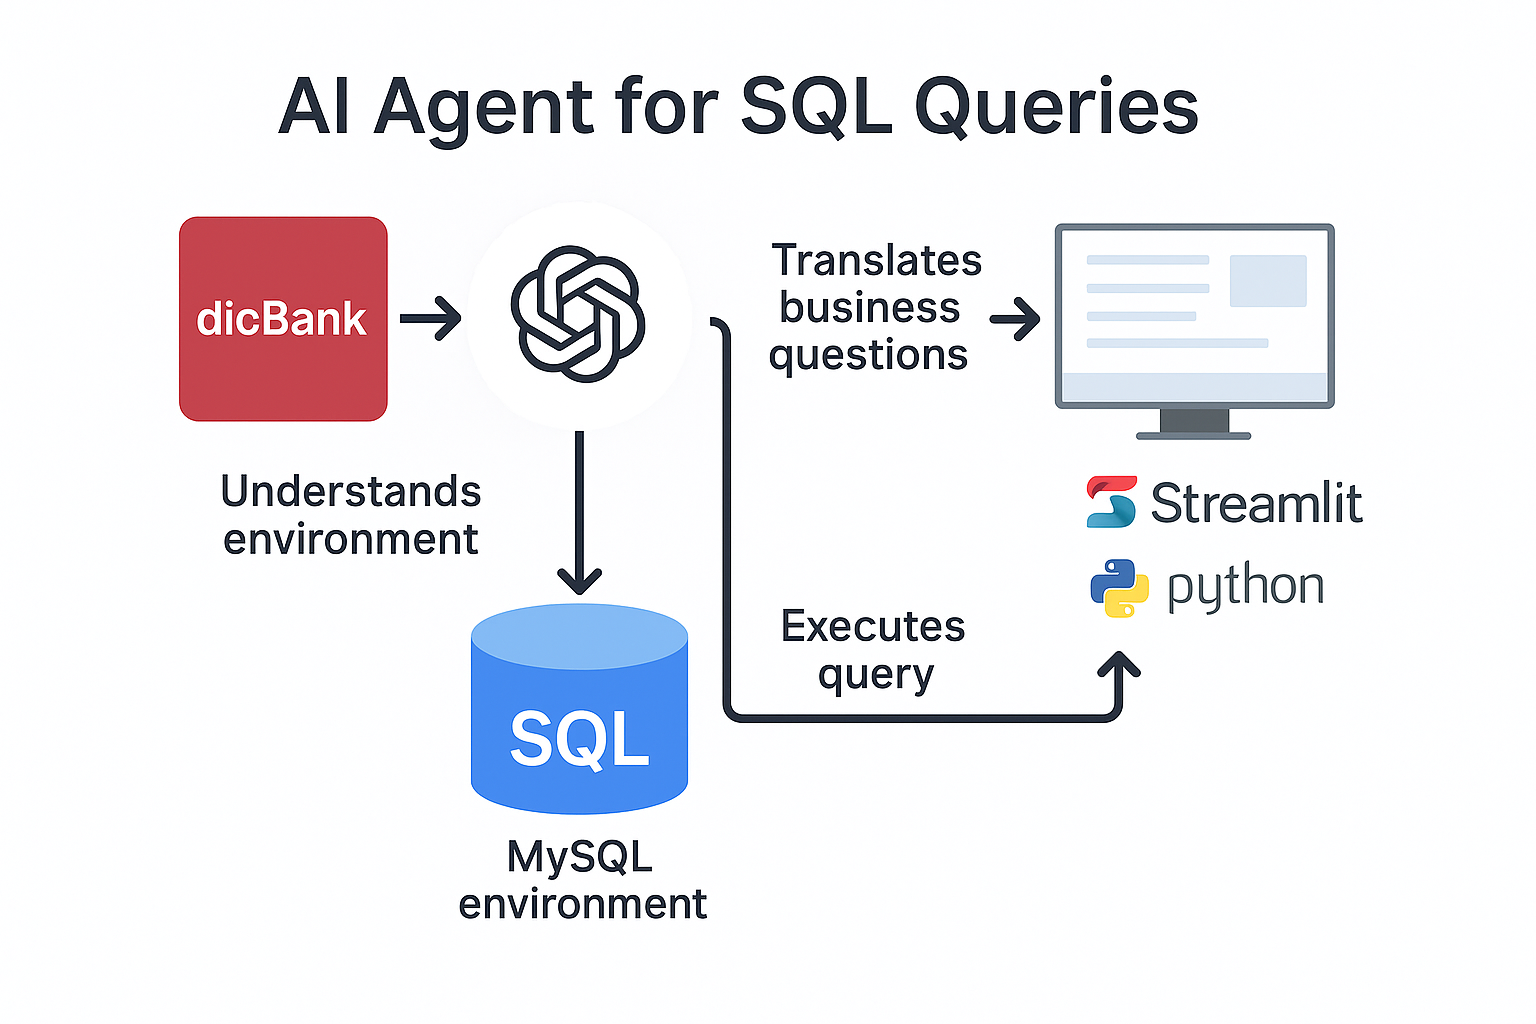 AI Agent for SQL Queries
dicBank
Translates
business
questions
Understands
environment
Streamlit
python
Executes
query
SQL
MySQL
environment